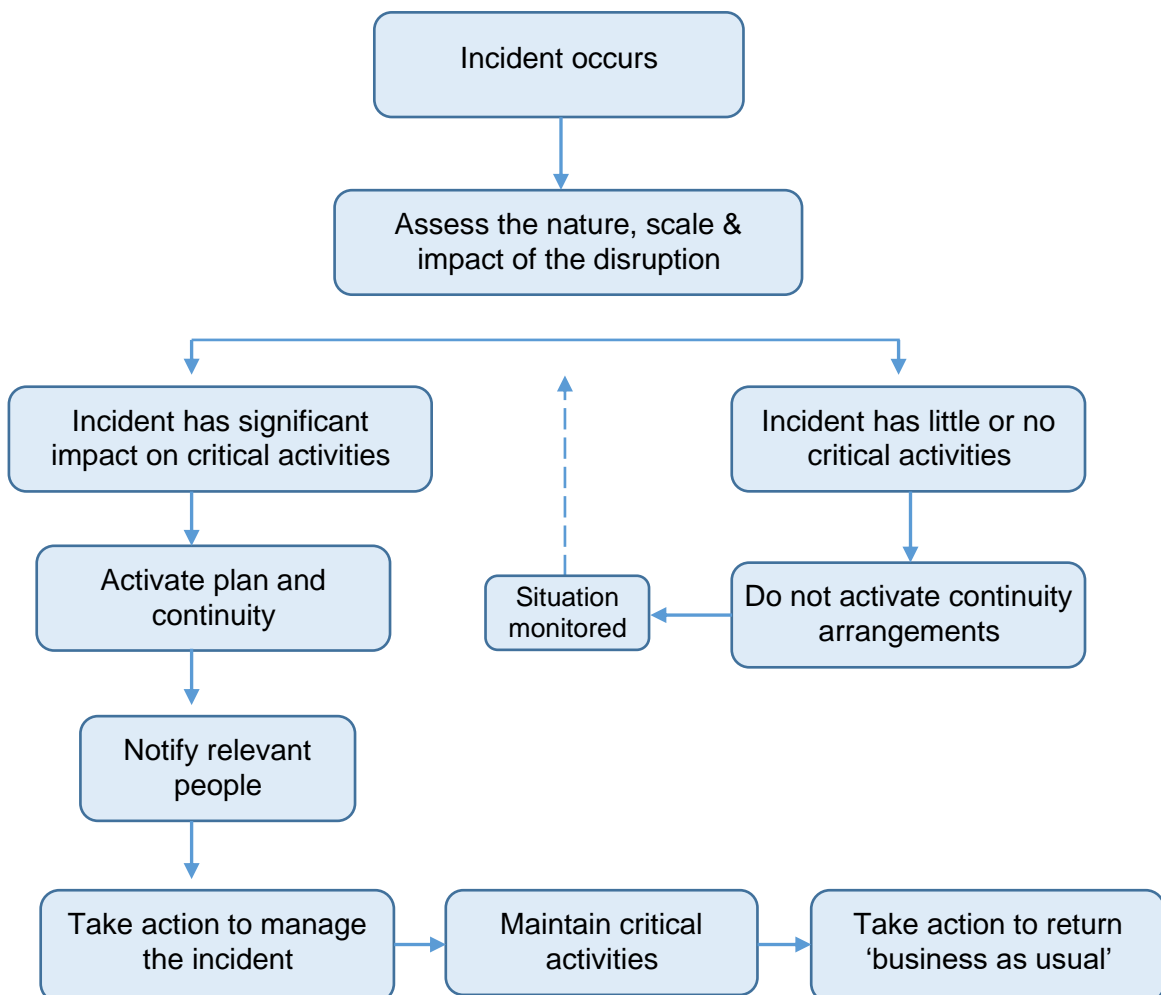 Incident occurs
Assess the nature, scale &
impact of the disruption
Incident has significant
impact on critical activities
Incident has little or no
critical activities
Activate plan and
continuity
Situation
monitored
Do not activate continuity
arrangements
Notify relevant
people
Take action to manage
the incident
Maintain critical
activities
Take action to return
‘business as usual’